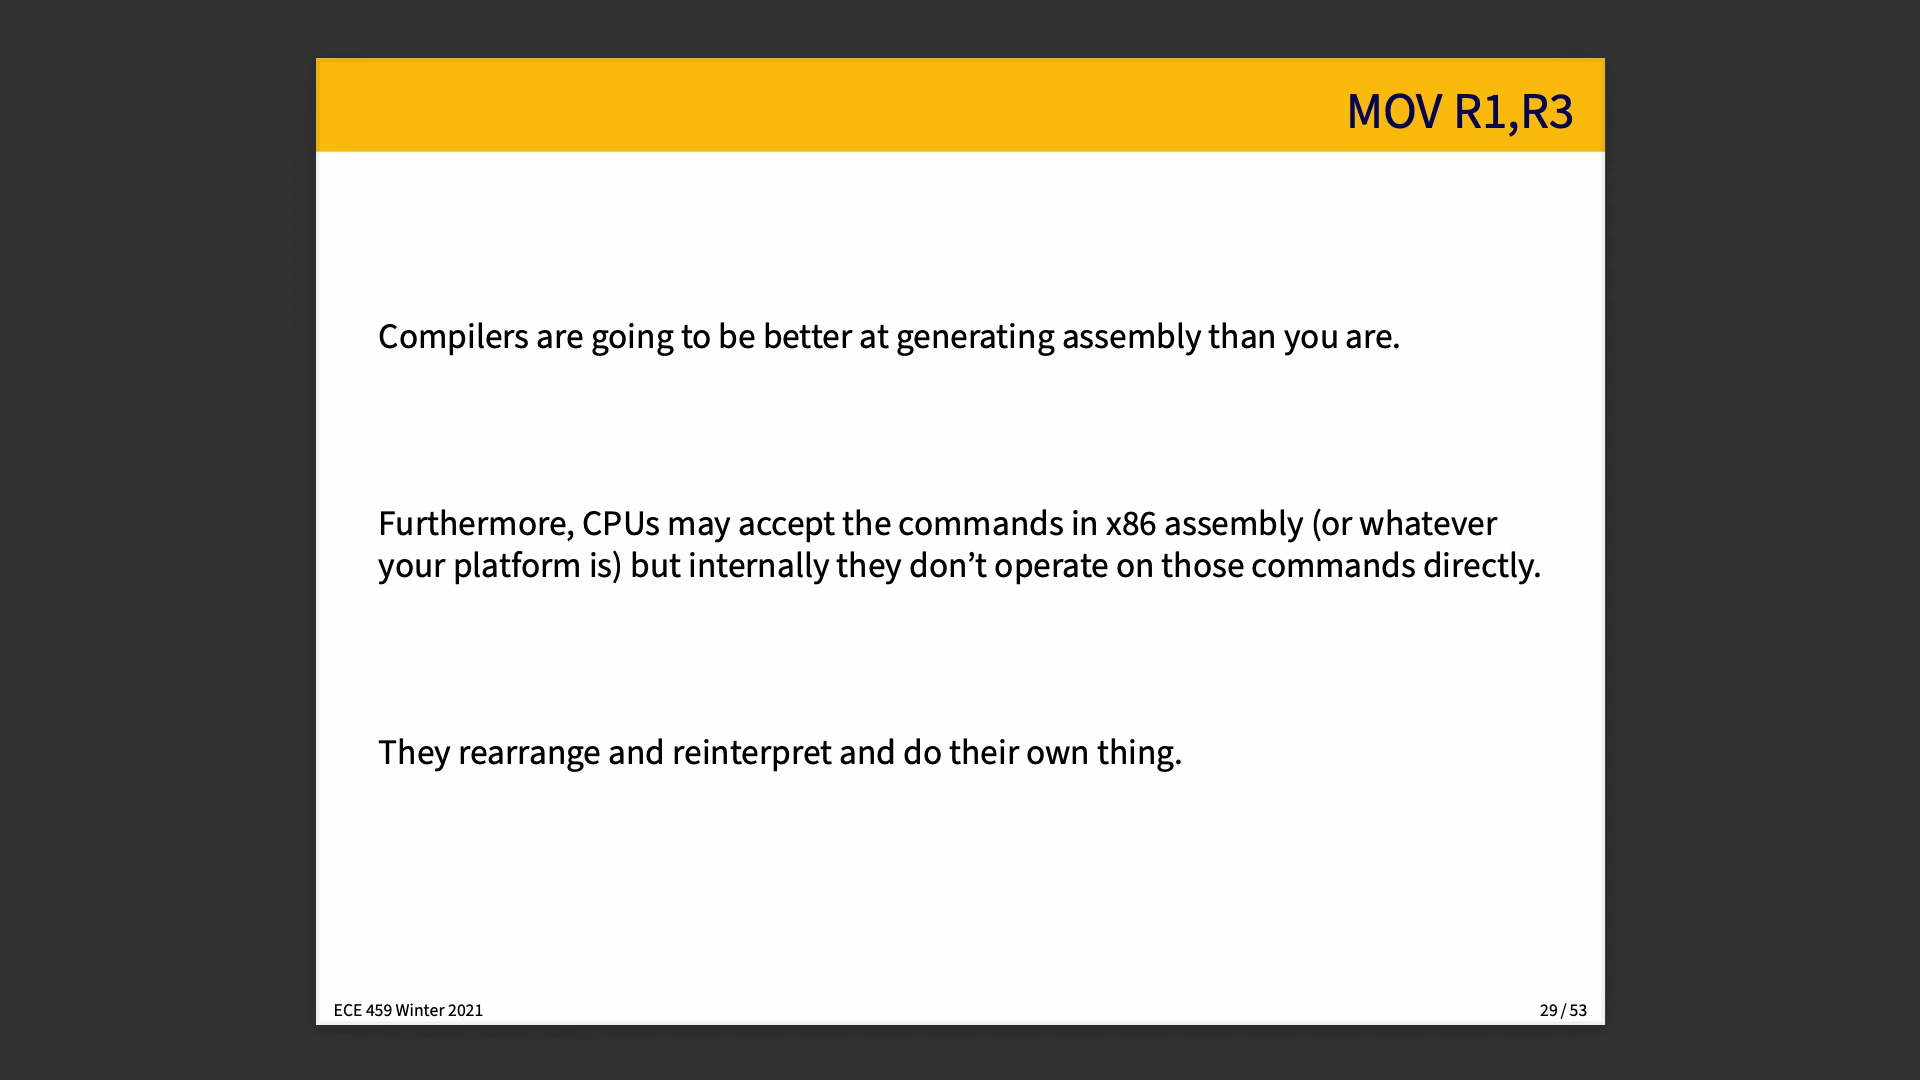 MOV R1,R3
Compilers are going to be better at generating assembly than you are.
Furthermore, CPUs may accept the commands in x86 assembly (or whatever
your platform is) but internally they don’t operate on those commands directly.
They rearrange and reinterpret and do their own thing.
ECE 459 Winter 2021
29 / 53